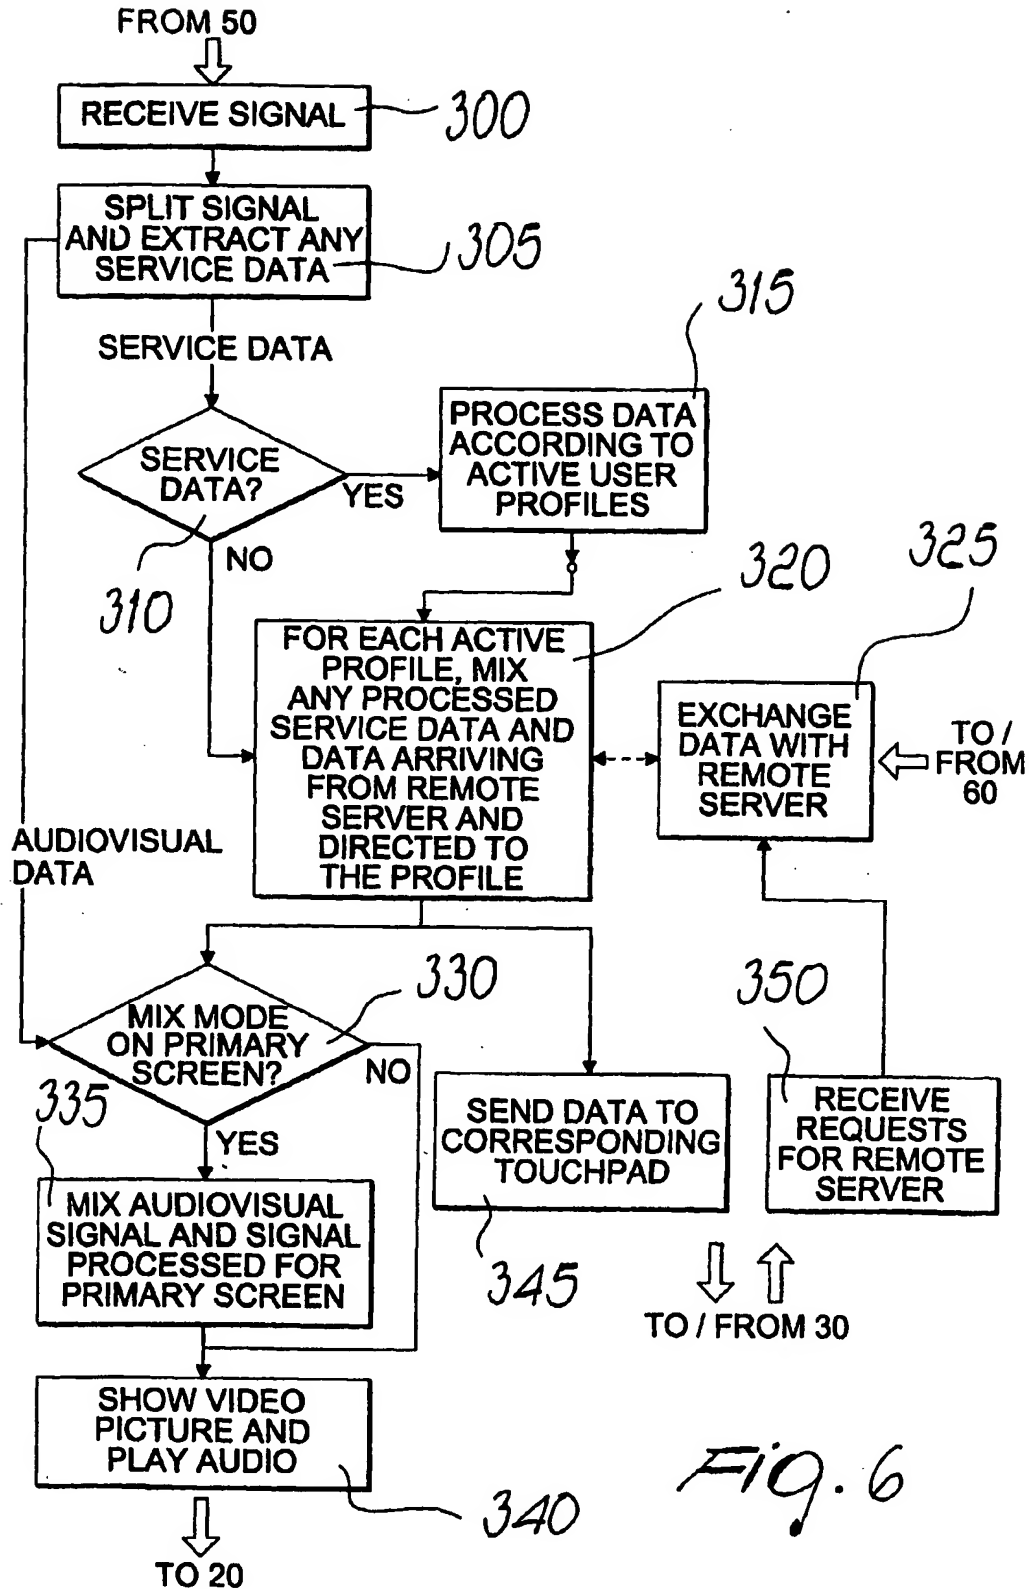 FROM 50
RECEIVE SIGNAL
300
SPLIT SIGNAL
AND EXTRACT ANY
SERVICE DATA
305
SERVICE DATA
315
PROCESS DATA
ACCORDING TO
ACTIVE USER
PROFILES
SERVICE
DATA?
YES
NO
310
320
325
FOR EACH ACTIVE
PROFILE, MIX
ANY PROCESSED
SERVICE DATA AND
DATA ARRIVING
FROM REMOTE
SERVER AND
DIRECTED TO
THE PROFILE
EXCHANGE
DATA WITH
REMOTE
SERVER
TO /
FROM
60
AUDIOVISUAL
DATA
330
350
MIX MODE
ON PRIMARY
SCREEN?
NO
335
YES
SEND DATA TO
CORRESPONDING
TOUCHPAD
RECEIVE
REQUESTS
FOR REMOTE
SERVER
MIX AUDIOVISUAL
SIGNAL AND SIGNAL
PROCESSED FOR
PRIMARY SCREEN
345
TO / FROM 30
SHOW VIDEO
PICTURE AND
PLAY AUDIO
340
TO 20
Fig. 6